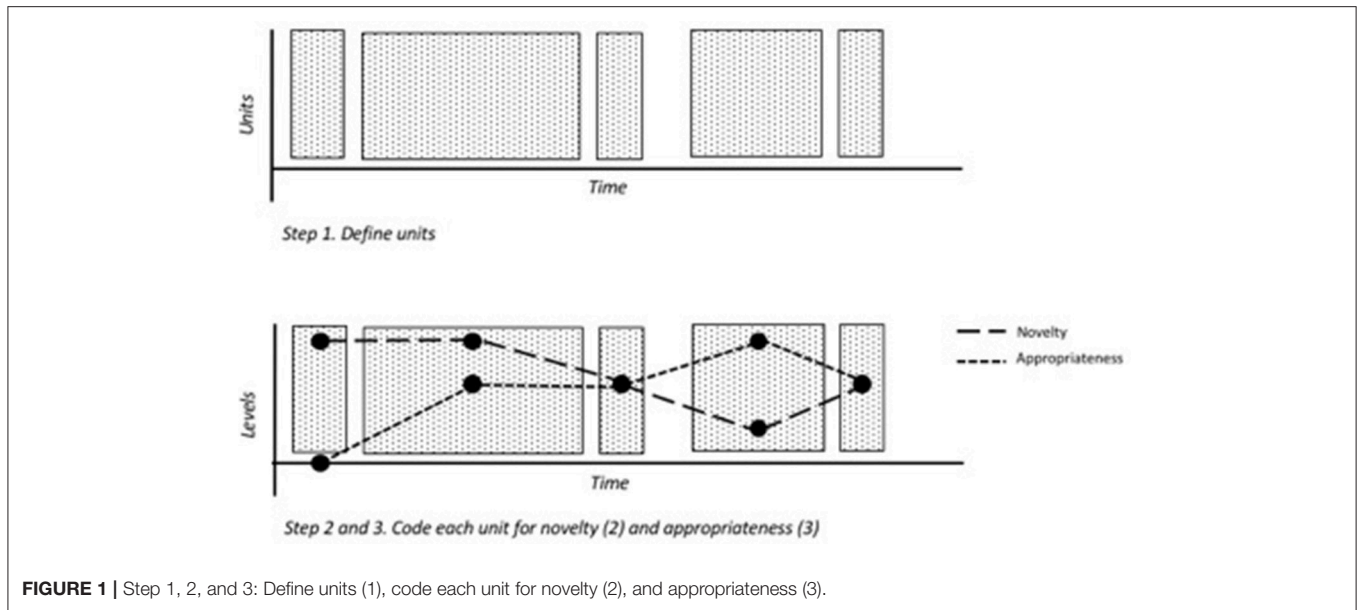 Units
Time
Step 1. Define units
Levels
Novelty
Appropriateness
Time
Step 2 and 3. Code each unit for novelty (2) and appropriateness (3)
FIGURE 1 | Step 1, 2, and 3: Define units (1), code each unit for novelty (2), and appropriateness (3).